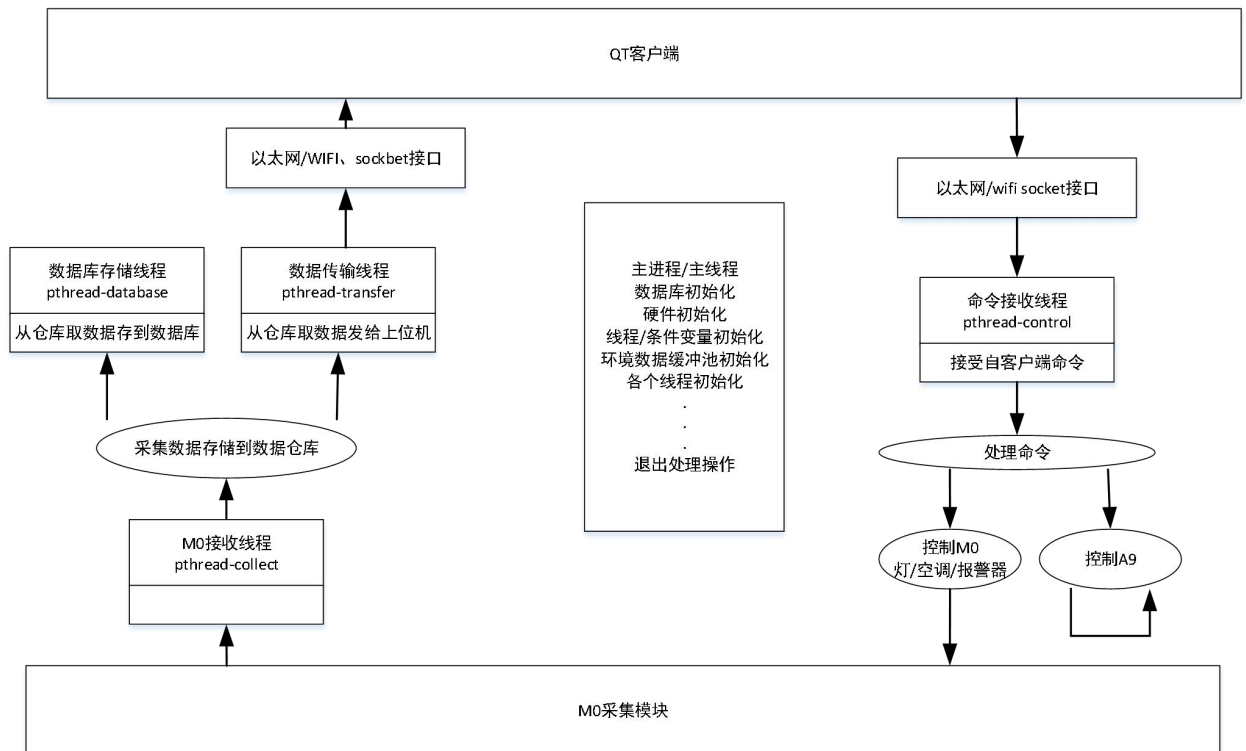 QT客户端
以太网/WIFI、sockbet接口
以太网/wifi socket接口
数据库存储线程
pthread-database
从仓库取数据存到数据库
数据传输线程
pthread-transfer
从仓库取数据发给上位机
主进程/主线程
数据库初始化
硬件初始化
线程/条件变量初始化
环境数据缓冲池初始化
各个线程初始化
.
.
.
退出处理操作
命令接收线程
pthread-control
接受自客户端命令
采集数据存储到数据仓库
处理命令
M0接收线程
pthread-collect
控制M0
灯/空调/报警器
控制A9
M0采集模块